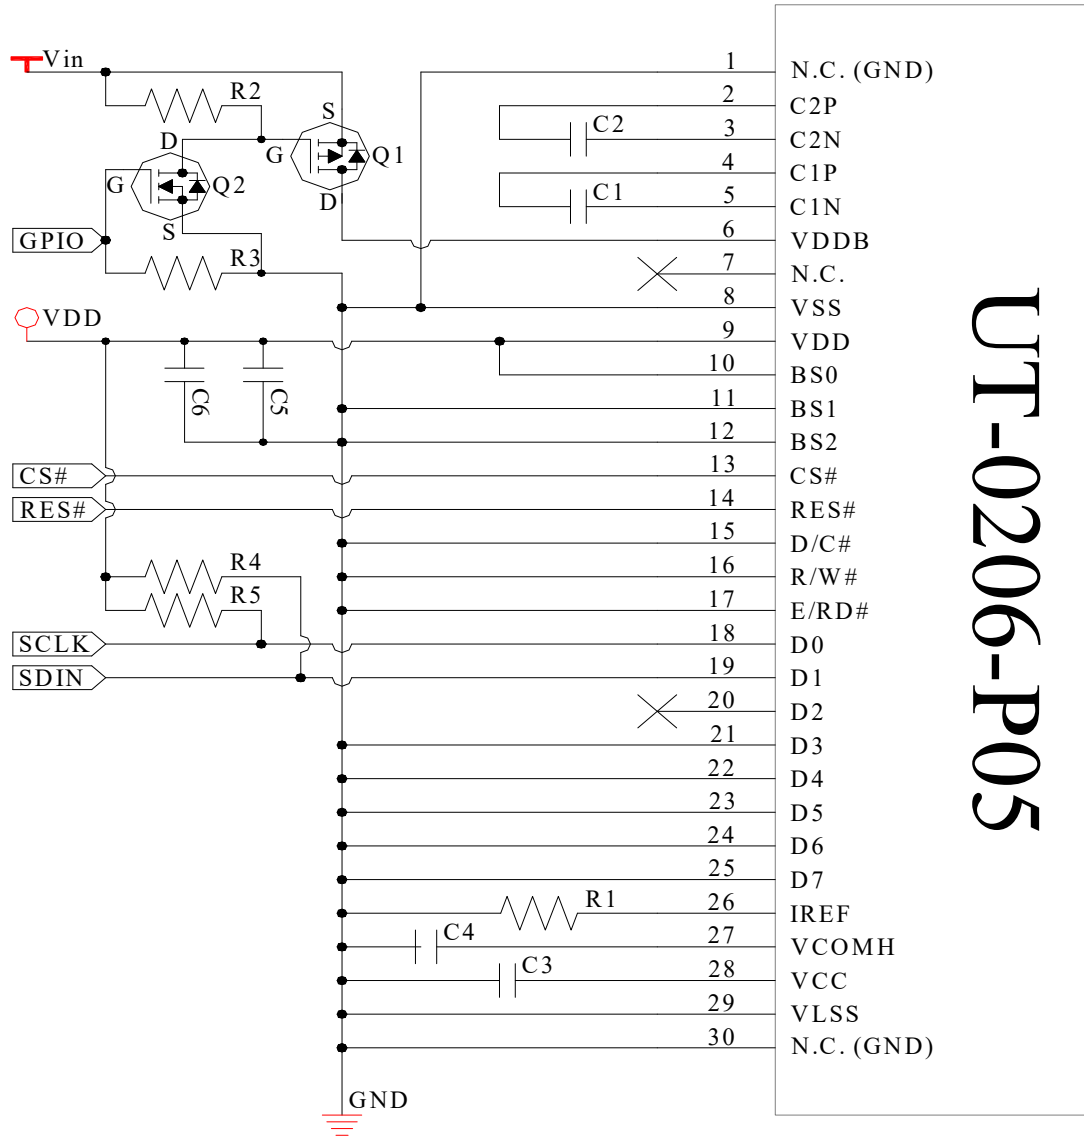 Vin
R2
S
D
G
Q1
G
Q2
D
S
GPIO
R3
VDD
C6
C5
CS#
RES#
R4
R5
SCLK
SDIN
C2
C1
R1
C4
C3
GND
1 N.C. (GND)
2 C2P
3 C2N
4 C1P
5 C1N
6 VDDB
7 N.C.
8 VSS
9 VDD
10 BS0
11 BS1
12 BS2
13 CS#
14 RES#
15 D/C#
16 R/W#
17 E/RD#
18 D0
19 D1
20 D2
21 D3
22 D4
23 D5
24 D6
25 D7
26 IREF
27 VCOMH
28 VCC
29 VLSS
30 N.C. (GND)
UT-0206-P05